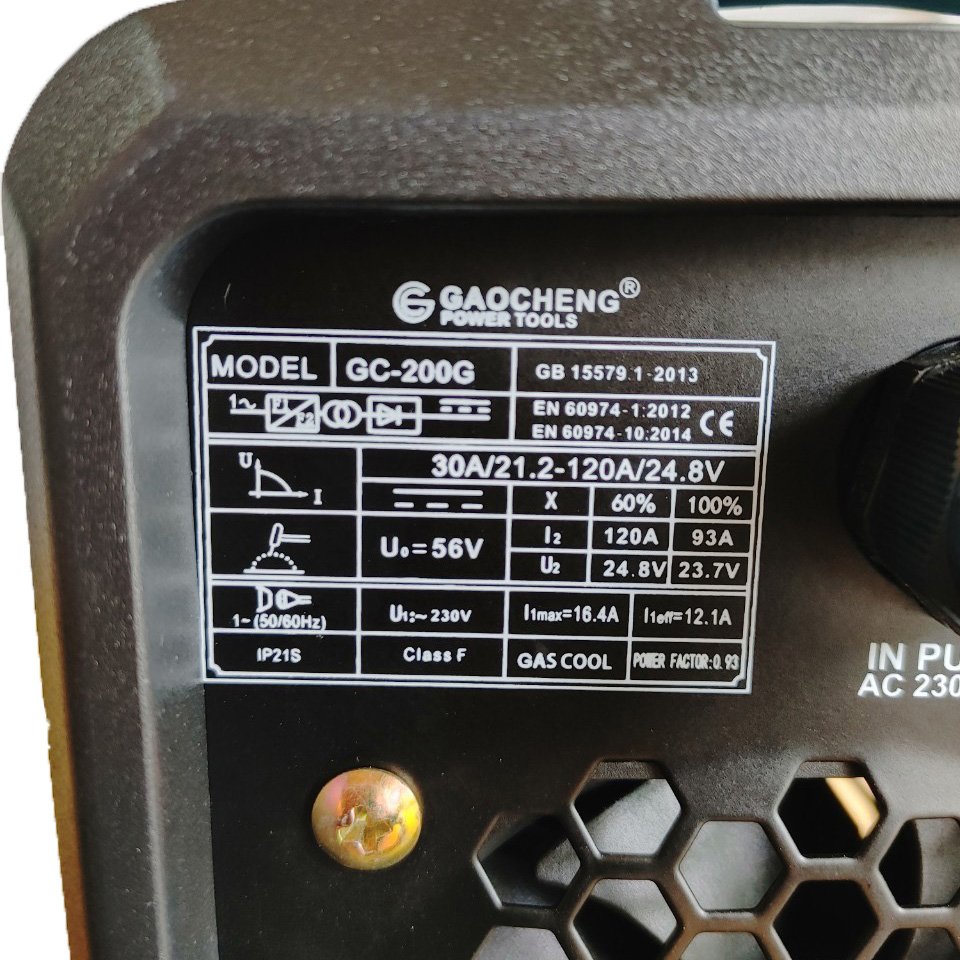 GAOCHENG®
POWER TOOLS
MODEL GC-200G GB 15579.1-2013
1~ P1 P2
EN 60974-1:2012
EN 60974-10:2014 CE
U I
30A/21.2-120A/24.8V
X 60% 100%
U₀=56V
I₂ 120A 93A
U₂ 24.8V 23.7V
1~(50/60Hz) U₁:~230V I₁max=16.4A I₁eff=12.1A
IP21S Class F GAS COOL POWER FACTOR:0.93
IN PU
AC 230